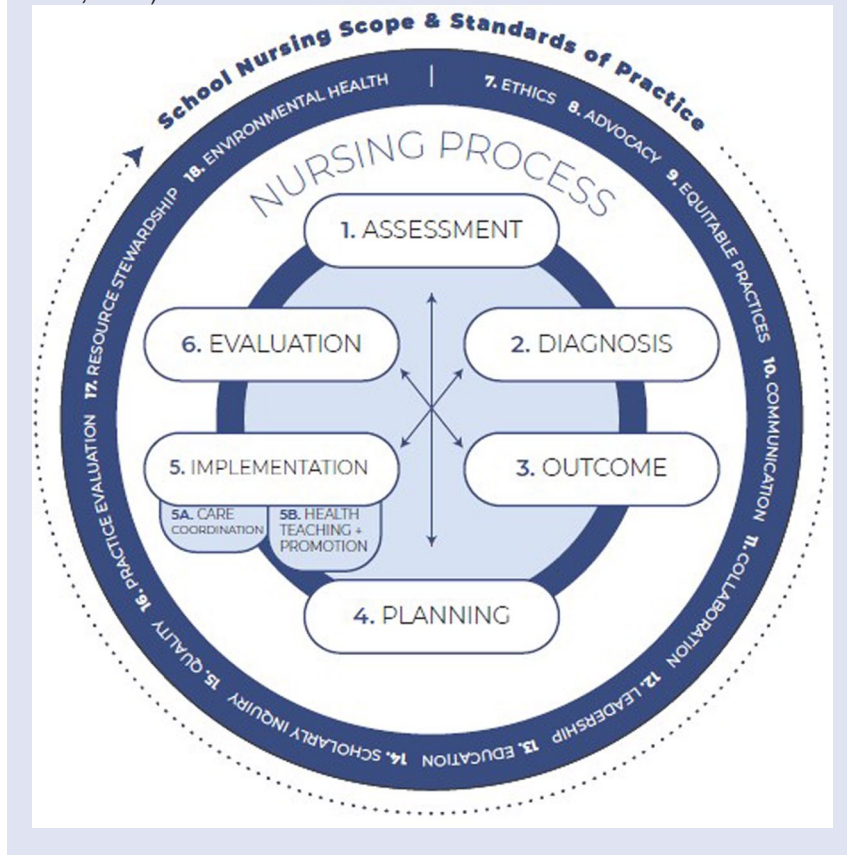 School Nursing Scope & Standards of Practice
7. ETHICS
8. ADVOCACY
9. EQUITABLE PRACTICES
10. COMMUNICATION
11. COLLABORATION
12. LEADERSHIP
13. EDUCATION
14. SCHOLARLY INQUIRY
15. QUALITY
16. PRACTICE EVALUATION
17. RESOURCE STEWARDSHIP
18. ENVIRONMENTAL HEALTH
NURSING PROCESS
1. ASSESSMENT
2. DIAGNOSIS
3. OUTCOME
4. PLANNING
5. IMPLEMENTATION
5A. CARE
COORDINATION
5B. HEALTH
TEACHING +
PROMOTION
6. EVALUATION